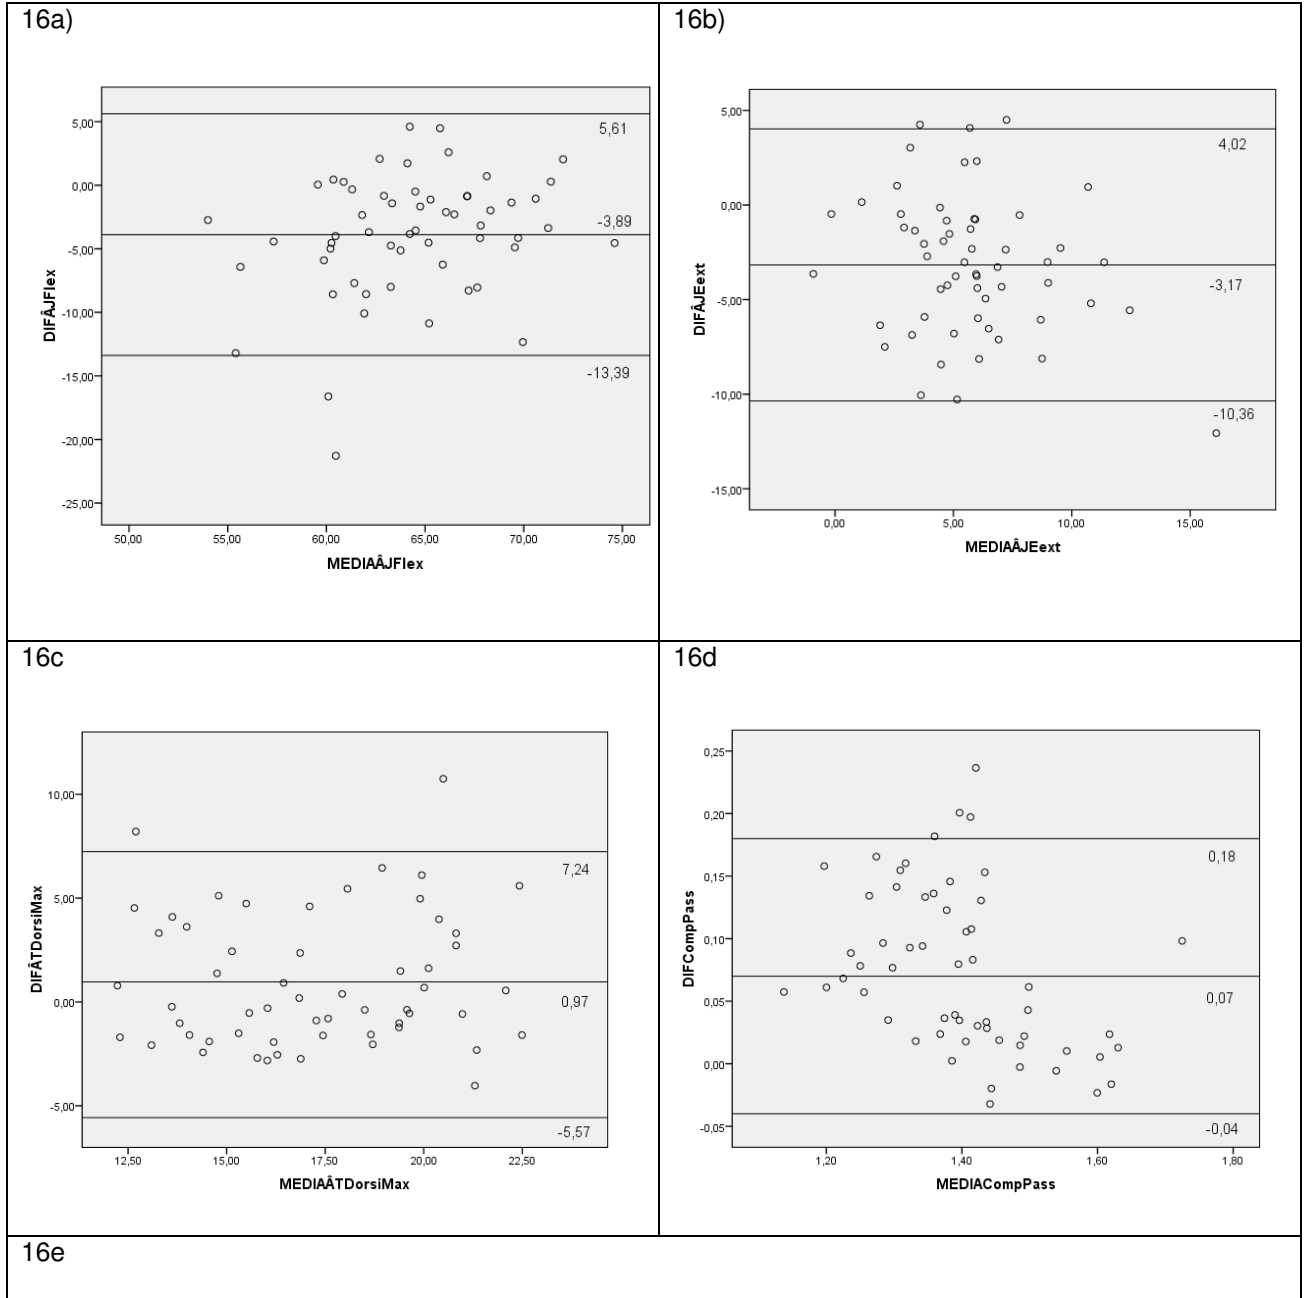 16a)
5,00
0,00
-5,00
-10,00
-15,00
-20,00
-25,00
DIFÂJFlex
5,61
-3,89
-13,39
50,00 55,00 60,00 65,00 70,00 75,00
MEDIAÂJFlex
16b)
5,00
0,00
-5,00
-10,00
-15,00
DIFÂJEext
4,02
-3,17
-10,36
0,00 5,00 10,00 15,00
MEDIAÂJEext
16c
10,00
5,00
0,00
-5,00
DIFÂTDorsiMax
7,24
0,97
-5,57
12,50 15,00 17,50 20,00 22,50
MEDIAÂTDorsiMax
16d
0,25
0,20
0,15
0,10
0,05
0,00
-0,05
DIFCompPass
0,18
0,07
-0,04
1,20 1,40 1,60 1,80
MEDIACompPass
16e